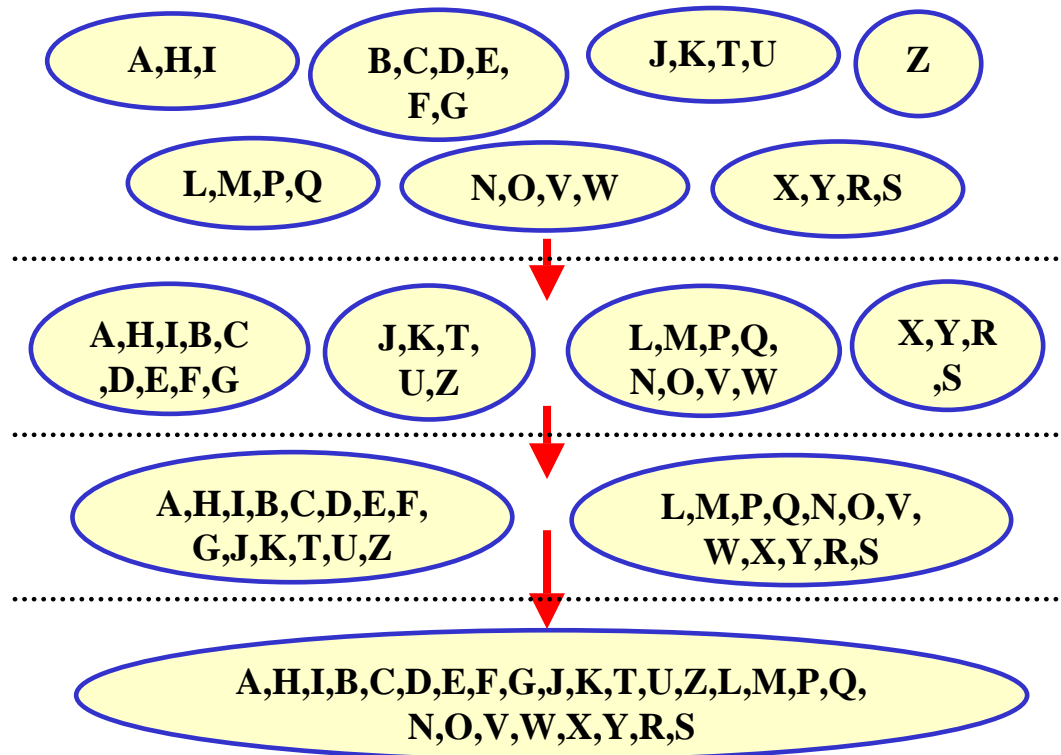 A,H,I
B,C,D,E,
F,G
J,K,T,U
Z
L,M,P,Q
N,O,V,W
X,Y,R,S
A,H,I,B,C
,D,E,F,G
J,K,T,
U,Z
L,M,P,Q,
N,O,V,W
X,Y,R
,S
A,H,I,B,C,D,E,F,
G,J,K,T,U,Z
L,M,P,Q,N,O,V,
W,X,Y,R,S
A,H,I,B,C,D,E,F,G,J,K,T,U,Z,L,M,P,Q,
N,O,V,W,X,Y,R,S